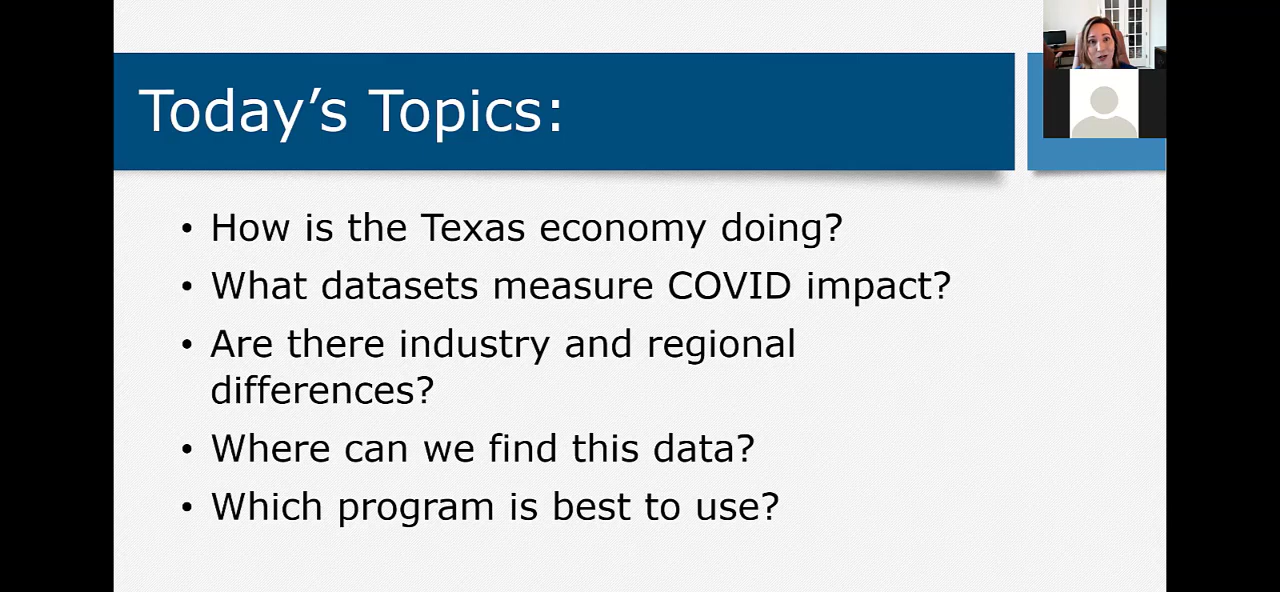 Today’s Topics:
• How is the Texas economy doing?
• What datasets measure COVID impact?
• Are there industry and regional
differences?
• Where can we find this data?
• Which program is best to use?